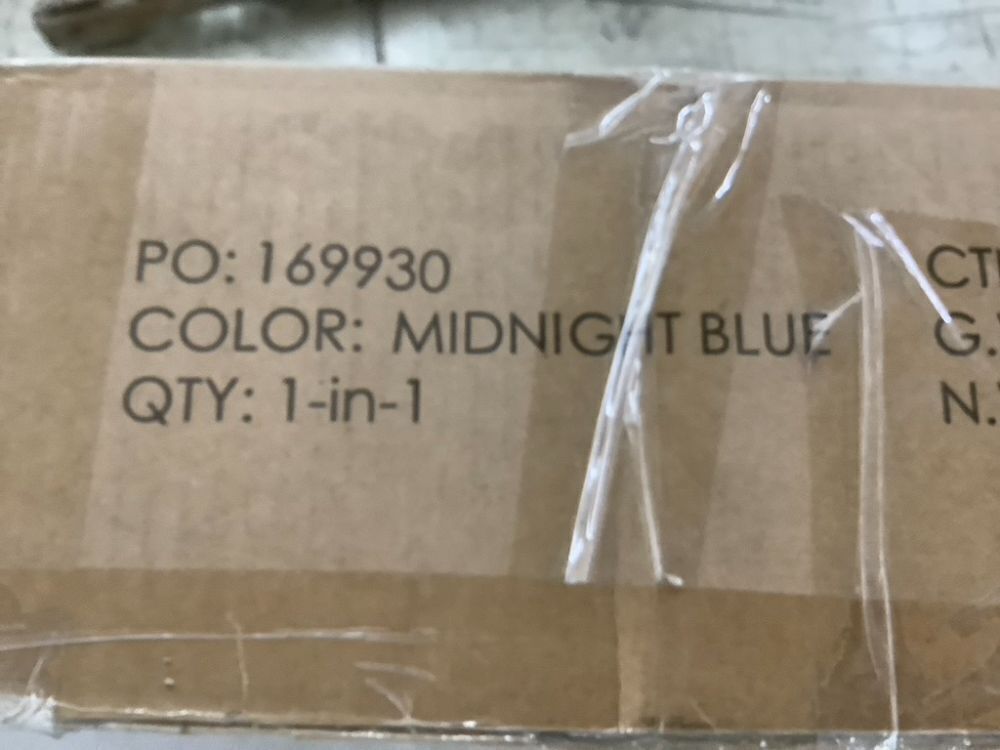 PO: 169930
COLOR: MIDNIGHT BLUE
QTY: 1-in-1
G.
N.